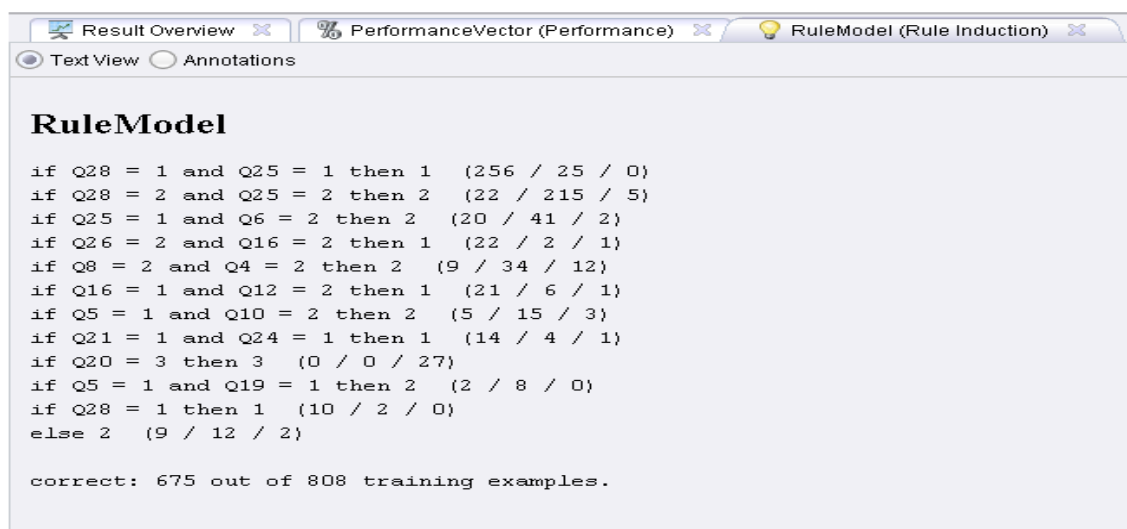 Result Overview PerformanceVector (Performance) RuleModel (Rule Induction)
Text View Annotations
RuleModel
if Q28 = 1 and Q25 = 1 then 1 (256 / 25 / 0)
if Q28 = 2 and Q25 = 2 then 2 (22 / 215 / 5)
if Q25 = 1 and Q6 = 2 then 2 (20 / 41 / 2)
if Q26 = 2 and Q16 = 2 then 1 (22 / 2 / 1)
if Q8 = 2 and Q4 = 2 then 2 (9 / 34 / 12)
if Q16 = 1 and Q12 = 2 then 1 (21 / 6 / 1)
if Q5 = 1 and Q10 = 2 then 2 (5 / 15 / 3)
if Q21 = 1 and Q24 = 1 then 1 (14 / 4 / 1)
if Q20 = 3 then 3 (0 / 0 / 27)
if Q5 = 1 and Q19 = 1 then 2 (2 / 8 / 0)
if Q28 = 1 then 1 (10 / 2 / 0)
else 2 (9 / 12 / 2)
correct: 675 out of 808 training examples.